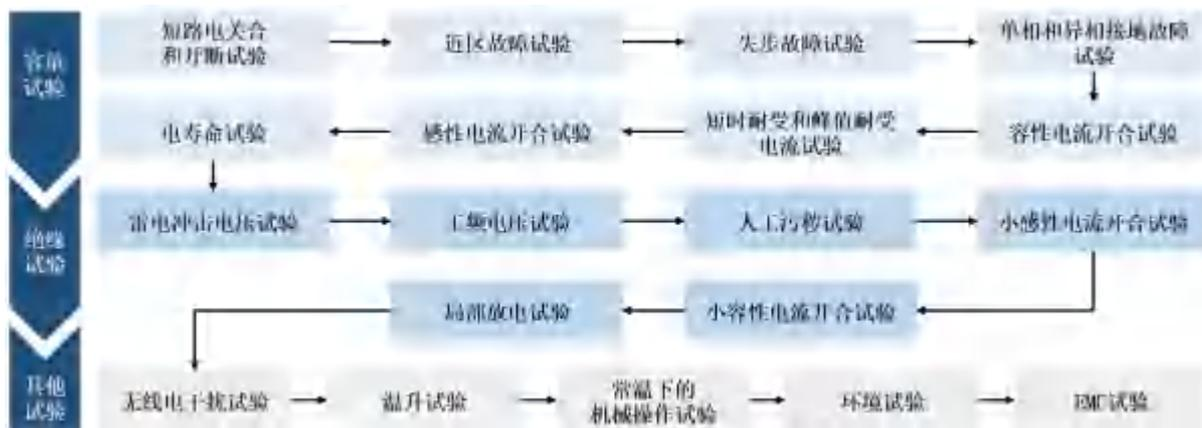 容量
试验
短路电关合
和开断试验
近区故障试验
失步故障试验
单相和异相接地故障
试验
电寿命试验
感性电流开合试验
短时耐受和峰值耐受
电流试验
容性电流开合试验
绝缘
试验
雷电冲击电压试验
工频电压试验
人工污秽试验
小感性电流开合试验
局部放电试验
小容性电流开合试验
其他
试验
无线电干扰试验
温升试验
常温下的
机械操作试验
环境试验
EMC试验